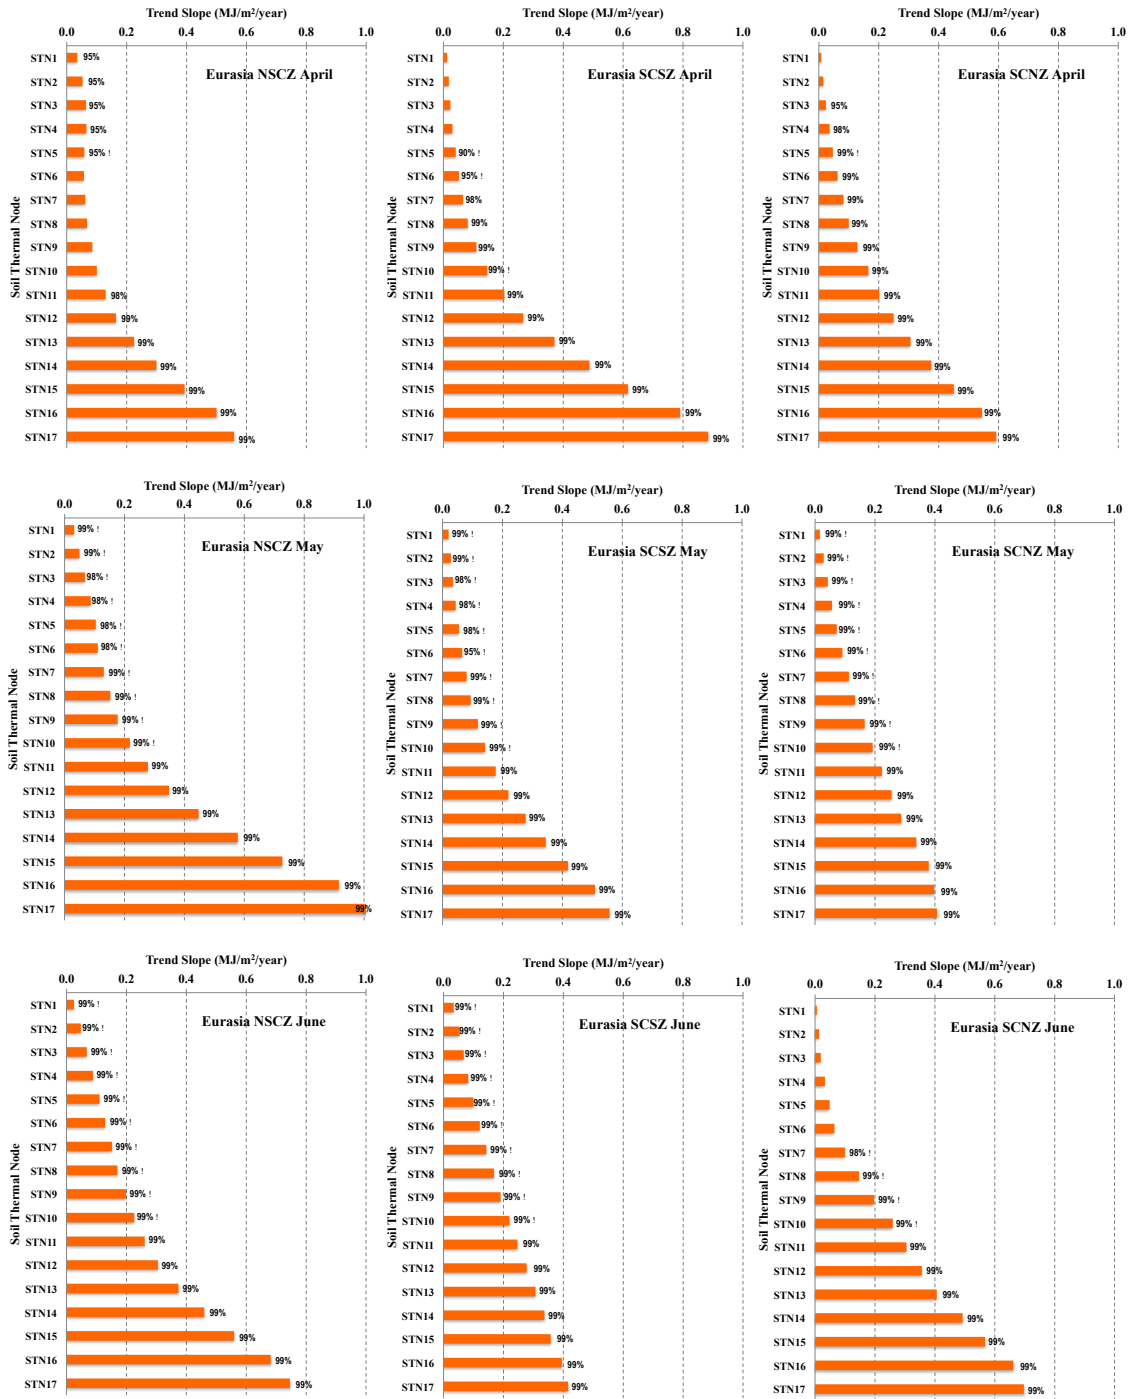 Trend Slope (MJ/m²/year)
0.0 0.2 0.4 0.6 0.8 1.0
Eurasia NSCZ April
Soil Thermal Node
STN1 95%
STN2 95%
STN3 95%
STN4 95%
STN5 95% !
STN6
STN7
STN8
STN9
STN10
STN11 98%
STN12 99%
STN13 99%
STN14 99%
STN15 99%
STN16 99%
STN17 99%
Trend Slope (MJ/m²/year)
0.0 0.2 0.4 0.6 0.8 1.0
Eurasia SCSZ April
Soil Thermal Node
STN1
STN2
STN3
STN4
STN5 90% !
STN6 95% !
STN7 98%
STN8 99%
STN9 99%
STN10 99% !
STN11 99%
STN12 99%
STN13 99%
STN14 99%
STN15 99%
STN16 99%
STN17 99%
Trend Slope (MJ/m²/year)
0.0 0.2 0.4 0.6 0.8 1.0
Eurasia SCNZ April
Soil Thermal Node
STN1
STN2
STN3 95%
STN4 98%
STN5 99% !
STN6 99%
STN7 99%
STN8 99%
STN9 99%
STN10 99%
STN11 99%
STN12 99%
STN13 99%
STN14 99%
STN15 99%
STN16 99%
STN17 99%
Trend Slope (MJ/m²/year)
0.0 0.2 0.4 0.6 0.8 1.0
Eurasia NSCZ May
Soil Thermal Node
STN1 99% !
STN2 99% !
STN3 98% !
STN4 98% !
STN5 98% !
STN6 98% !
STN7 99% !
STN8 99% !
STN9 99% !
STN10 99% !
STN11 99%
STN12 99%
STN13 99%
STN14 99%
STN15 99%
STN16 99%
STN17 99%
Trend Slope (MJ/m²/year)
0.0 0.2 0.4 0.6 0.8 1.0
Eurasia SCSZ May
Soil Thermal Node
STN1 99% !
STN2 99% !
STN3 98% !
STN4 98% !
STN5 98% !
STN6 95% !
STN7 99% !
STN8 99% !
STN9 99% !
STN10 99% !
STN11 99%
STN12 99%
STN13 99%
STN14 99%
STN15 99%
STN16 99%
STN17 99%
Trend Slope (MJ/m²/year)
0.0 0.2 0.4 0.6 0.8 1.0
Eurasia SCNZ May
Soil Thermal Node
STN1 99% !
STN2 99% !
STN3 99% !
STN4 99% !
STN5 99% !
STN6 99% !
STN7 99% !
STN8 99% !
STN9 99% !
STN10 99% !
STN11 99%
STN12 99%
STN13 99%
STN14 99%
STN15 99%
STN16 99%
STN17 99%
Trend Slope (MJ/m²/year)
0.0 0.2 0.4 0.6 0.8 1.0
Eurasia NSCZ June
Soil Thermal Node
STN1 99% !
STN2 99% !
STN3 99% !
STN4 99% !
STN5 99% !
STN6 99% !
STN7 99% !
STN8 99% !
STN9 99% !
STN10 99% !
STN11 99%
STN12 99%
STN13 99%
STN14 99%
STN15 99%
STN16 99%
STN17 99%
Trend Slope (MJ/m²/year)
0.0 0.2 0.4 0.6 0.8 1.0
Eurasia SCSZ June
Soil Thermal Node
STN1 99% !
STN2 99% !
STN3 99% !
STN4 99% !
STN5 99% !
STN6 99% !
STN7 99% !
STN8 99% !
STN9 99% !
STN10 99% !
STN11 99%
STN12 99%
STN13 99%
STN14 99%
STN15 99%
STN16 99%
STN17 99%
Trend Slope (MJ/m²/year)
0.0 0.2 0.4 0.6 0.8 1.0
Eurasia SCNZ June
Soil Thermal Node
STN1
STN2
STN3
STN4
STN5
STN6
STN7 98% !
STN8 99% !
STN9 99% !
STN10 99% !
STN11 99%
STN12 99%
STN13 99%
STN14 99%
STN15 99%
STN16 99%
STN17 99%